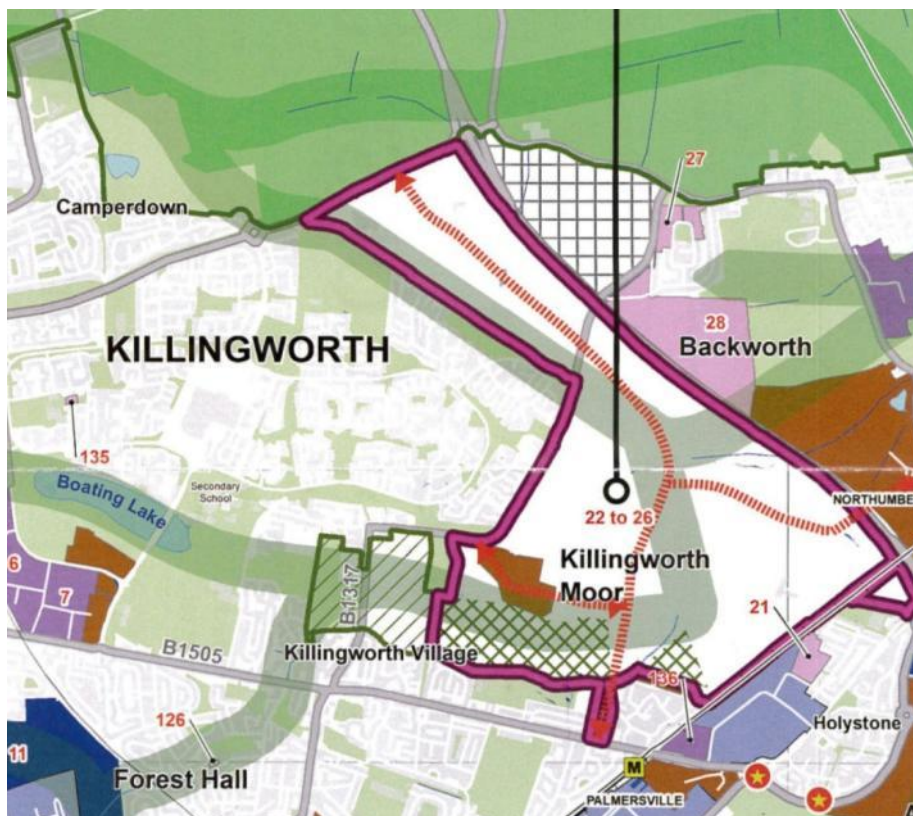 27
Camperdown
KILLINGWORTH
28
Backworth
135
Boating Lake
Secondary
School
NORTHUMBE
22 to 26
Killingworth
Moor
6
7
B1317
21
B1505
Killingworth Village
136
126
Holystone
11
Forest Hall
M
PALMERSVILLE